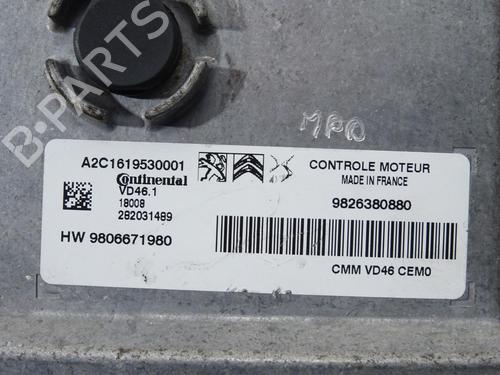 B-PARTS
MPO
A2C1619530001
Continental
VD46.1
18008
282031489
HW 9806671980
CONTROLE MOTEUR
MADE IN FRANCE
9826380880
CMM VD46 CEM0